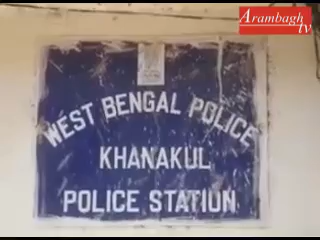 Arambagh
tv
WEST BENGAL POLICE
KHANAKUL
POLICE STATION